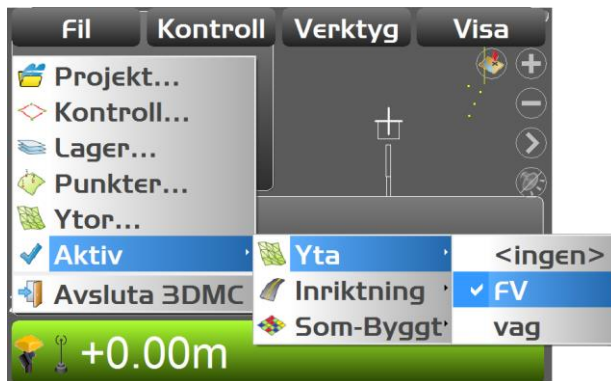 Fil Kontroll Verktyg Visa
Projekt...
Kontroll...
Lager...
Punkter...
Ytor...
Aktiv Yta <ingen>
Avsluta 3DMC Inriktning FV
Som-Byggt vag
+0.00m